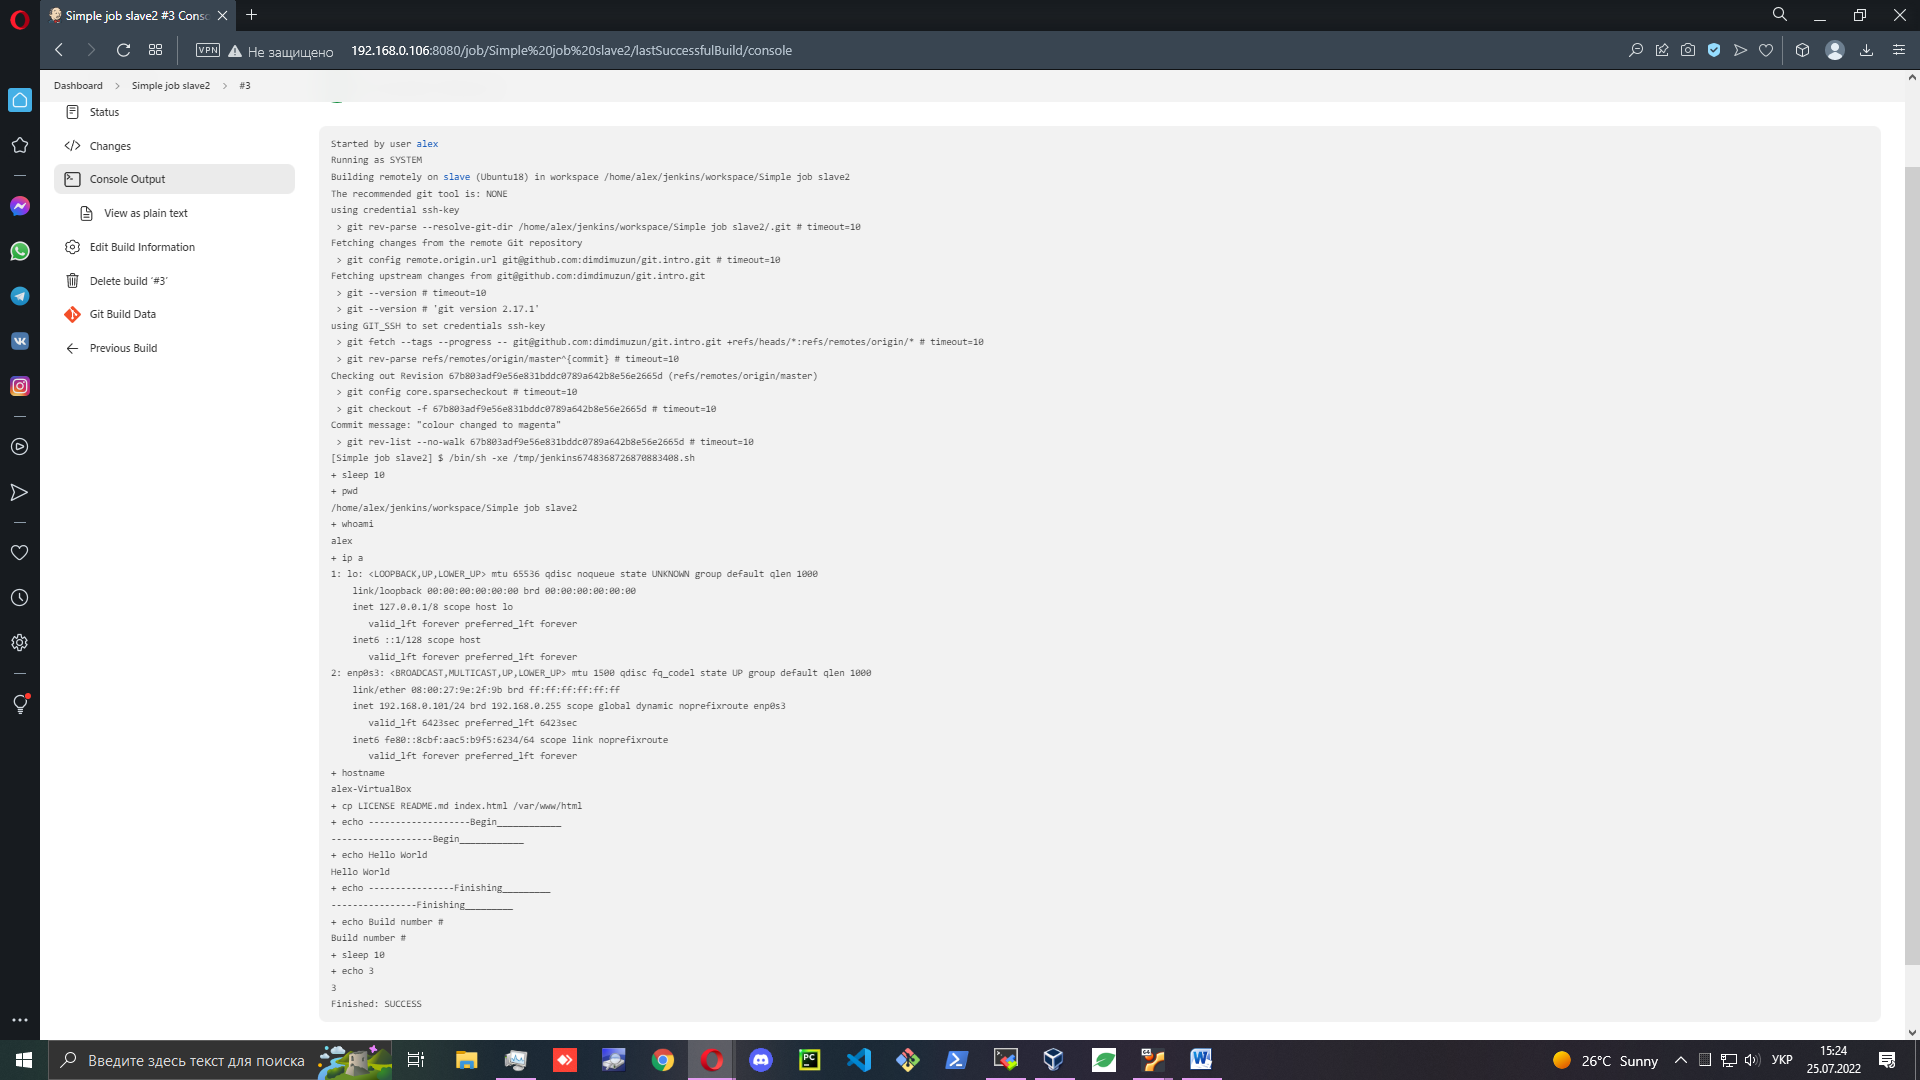 Simple job slave2 #3 Conso
VPN
Не защищено
192.168.0.106:8080/job/Simple%20job%20slave2/lastSuccessfulBuild/console
Dashboard
Simple job slave2
#3
Status
Changes
Console Output
View as plain text
Edit Build Information
Delete build ‘#3’
Git Build Data
Previous Build
Started by user alex
Running as SYSTEM
Building remotely on slave (Ubuntu18) in workspace /home/alex/jenkins/workspace/Simple job slave2
The recommended git tool is: NONE
using credential ssh-key
 > git rev-parse --resolve-git-dir /home/alex/jenkins/workspace/Simple job slave2/.git # timeout=10
Fetching changes from the remote Git repository
 > git config remote.origin.url git@github.com:dimdimuzun/git.intro.git # timeout=10
Fetching upstream changes from git@github.com:dimdimuzun/git.intro.git
 > git --version # timeout=10
 > git --version # 'git version 2.17.1'
using GIT_SSH to set credentials ssh-key
 > git fetch --tags --progress -- git@github.com:dimdimuzun/git.intro.git +refs/heads/*:refs/remotes/origin/* # timeout=10
 > git rev-parse refs/remotes/origin/master^{commit} # timeout=10
Checking out Revision 67b803adf9e56e831bddc0789a642b8e56e2665d (refs/remotes/origin/master)
 > git config core.sparsecheckout # timeout=10
 > git checkout -f 67b803adf9e56e831bddc0789a642b8e56e2665d # timeout=10
Commit message: "colour changed to magenta"
 > git rev-list --no-walk 67b803adf9e56e831bddc0789a642b8e56e2665d # timeout=10
[Simple job slave2] $ /bin/sh -xe /tmp/jenkins6748368726870883408.sh
+ sleep 10
+ pwd
/home/alex/jenkins/workspace/Simple job slave2
+ whoami
alex
+ ip a
1: lo: <LOOPBACK,UP,LOWER_UP> mtu 65536 qdisc noqueue state UNKNOWN group default qlen 1000
    link/loopback 00:00:00:00:00:00 brd 00:00:00:00:00:00
    inet 127.0.0.1/8 scope host lo
       valid_lft forever preferred_lft forever
    inet6 ::1/128 scope host
       valid_lft forever preferred_lft forever
2: enp0s3: <BROADCAST,MULTICAST,UP,LOWER_UP> mtu 1500 qdisc fq_codel state UP group default qlen 1000
    link/ether 08:00:27:9e:2f:9b brd ff:ff:ff:ff:ff:ff
    inet 192.168.0.101/24 brd 192.168.0.255 scope global dynamic noprefixroute enp0s3
       valid_lft 6423sec preferred_lft 6423sec
    inet6 fe80::8cbf:aac5:b9f5:6234/64 scope link noprefixroute
       valid_lft forever preferred_lft forever
+ hostname
alex-VirtualBox
+ cp LICENSE README.md index.html /var/www/html
+ echo -------------------Begin____________
-------------------Begin____________
+ echo Hello World
Hello World
+ echo ----------------Finishing_________
----------------Finishing_________
+ echo Build number #
Build number #
+ sleep 10
+ echo 3
3
Finished: SUCCESS
Введите здесь текст для поиска
PC
26°C Sunny
УКР
15:24
25.07.2022